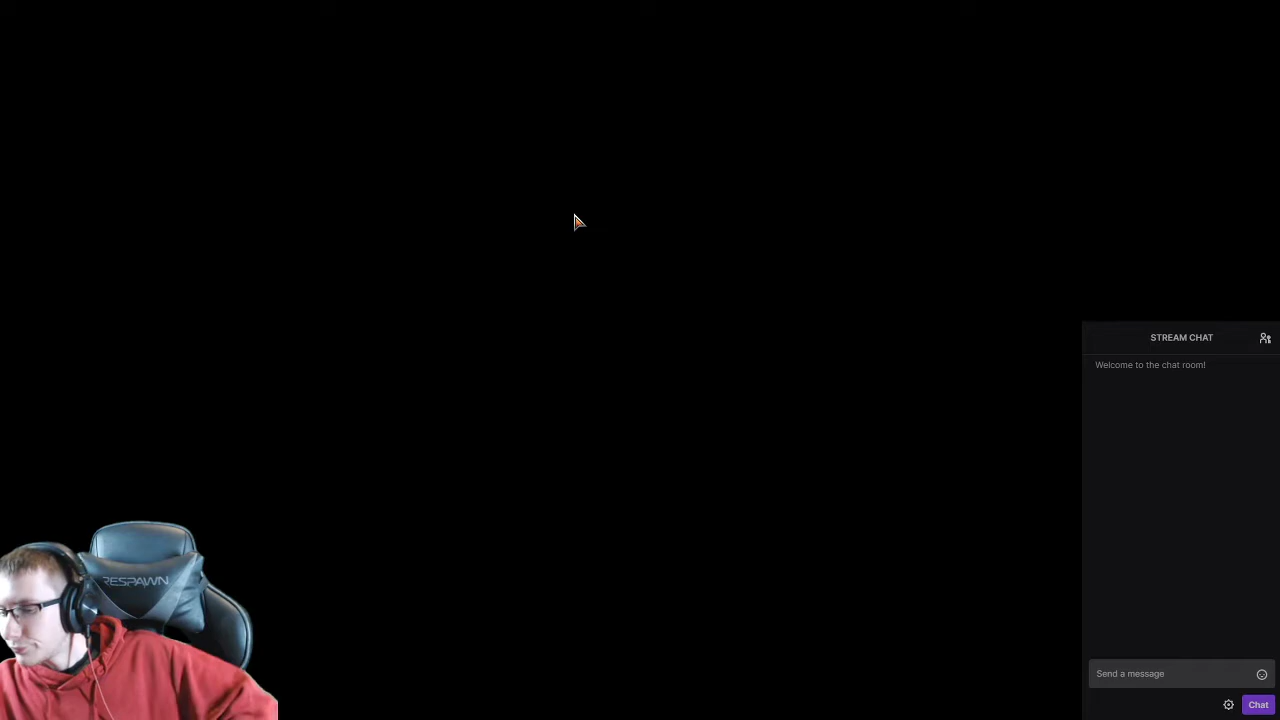 STREAM CHAT
Welcome to the chat room!
RESPAWN
Send a message
Chat